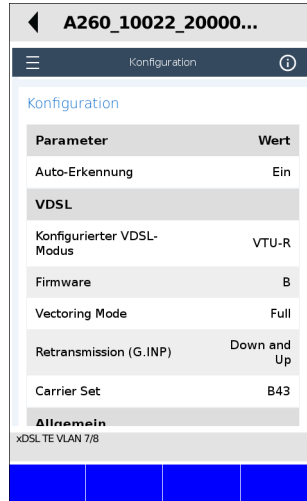 A260_10022_20000...
Konfiguration
Konfiguration
Parameter Wert
Auto-Erkennung Ein
VDSL
Konfigurierter VDSL-
Modus VTU-R
Firmware B
Vectoring Mode Full
Retransmission (G.INP) Down and
Up
Carrier Set B43
Allgemein
xDSL TE VLAN 7/8